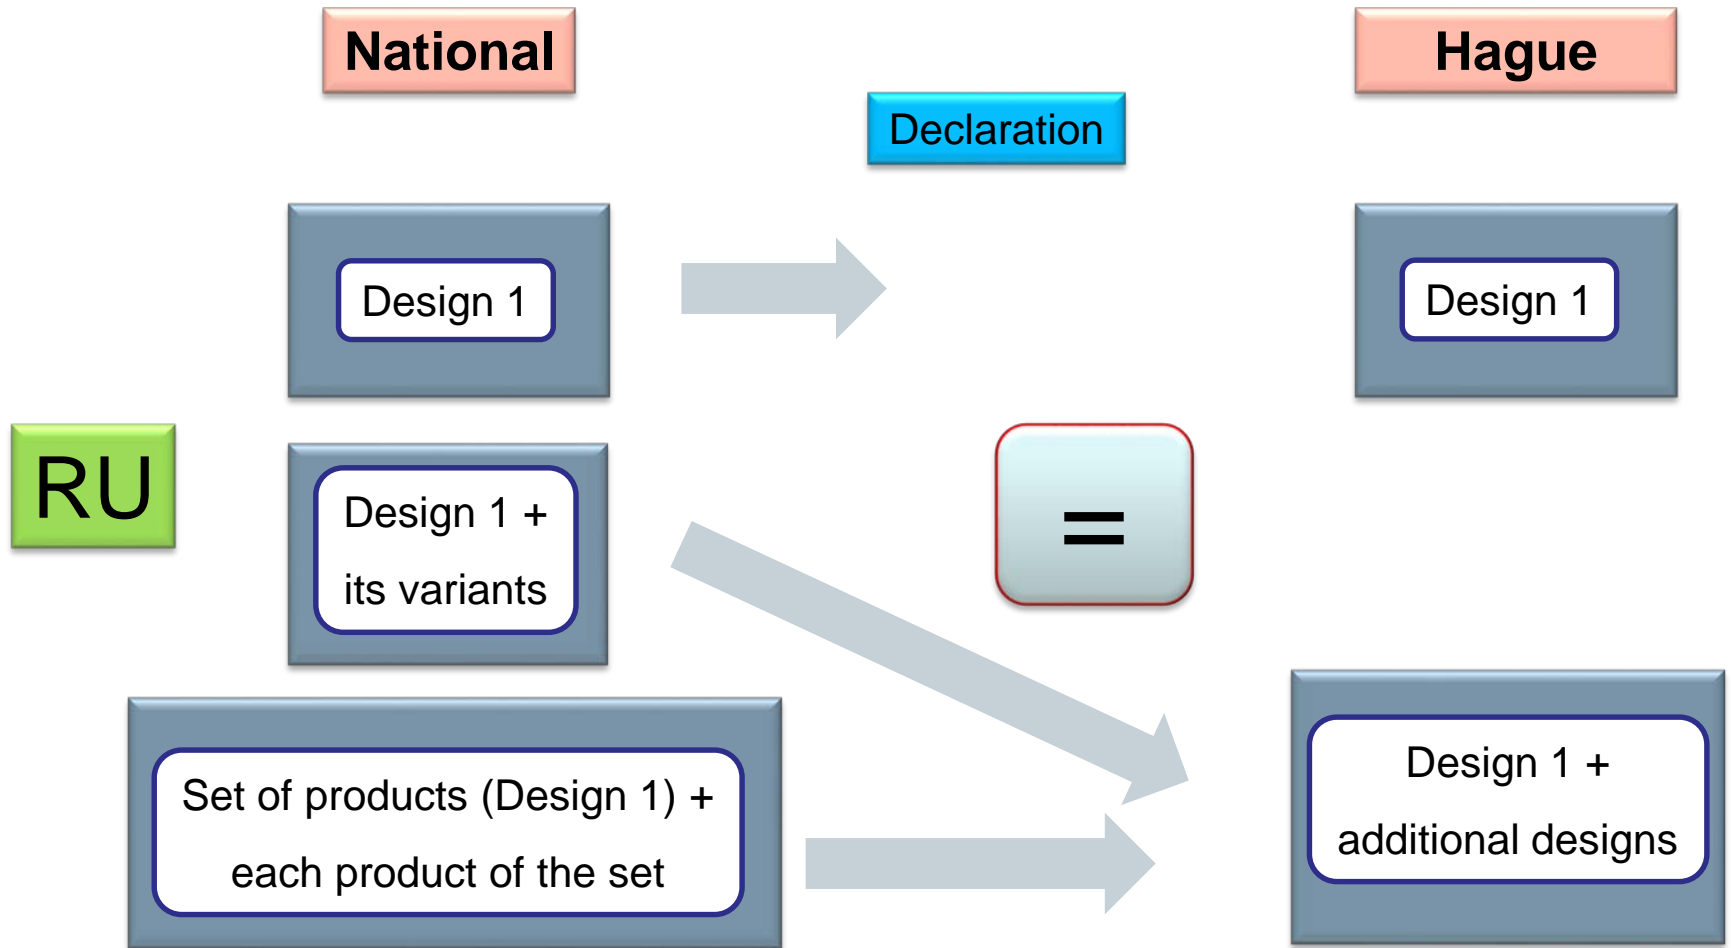 National
Hague
Declaration
Design 1
Design 1
RU
Design 1 +
its variants
=
Set of products (Design 1) +
each product of the set
Design 1 +
additional designs